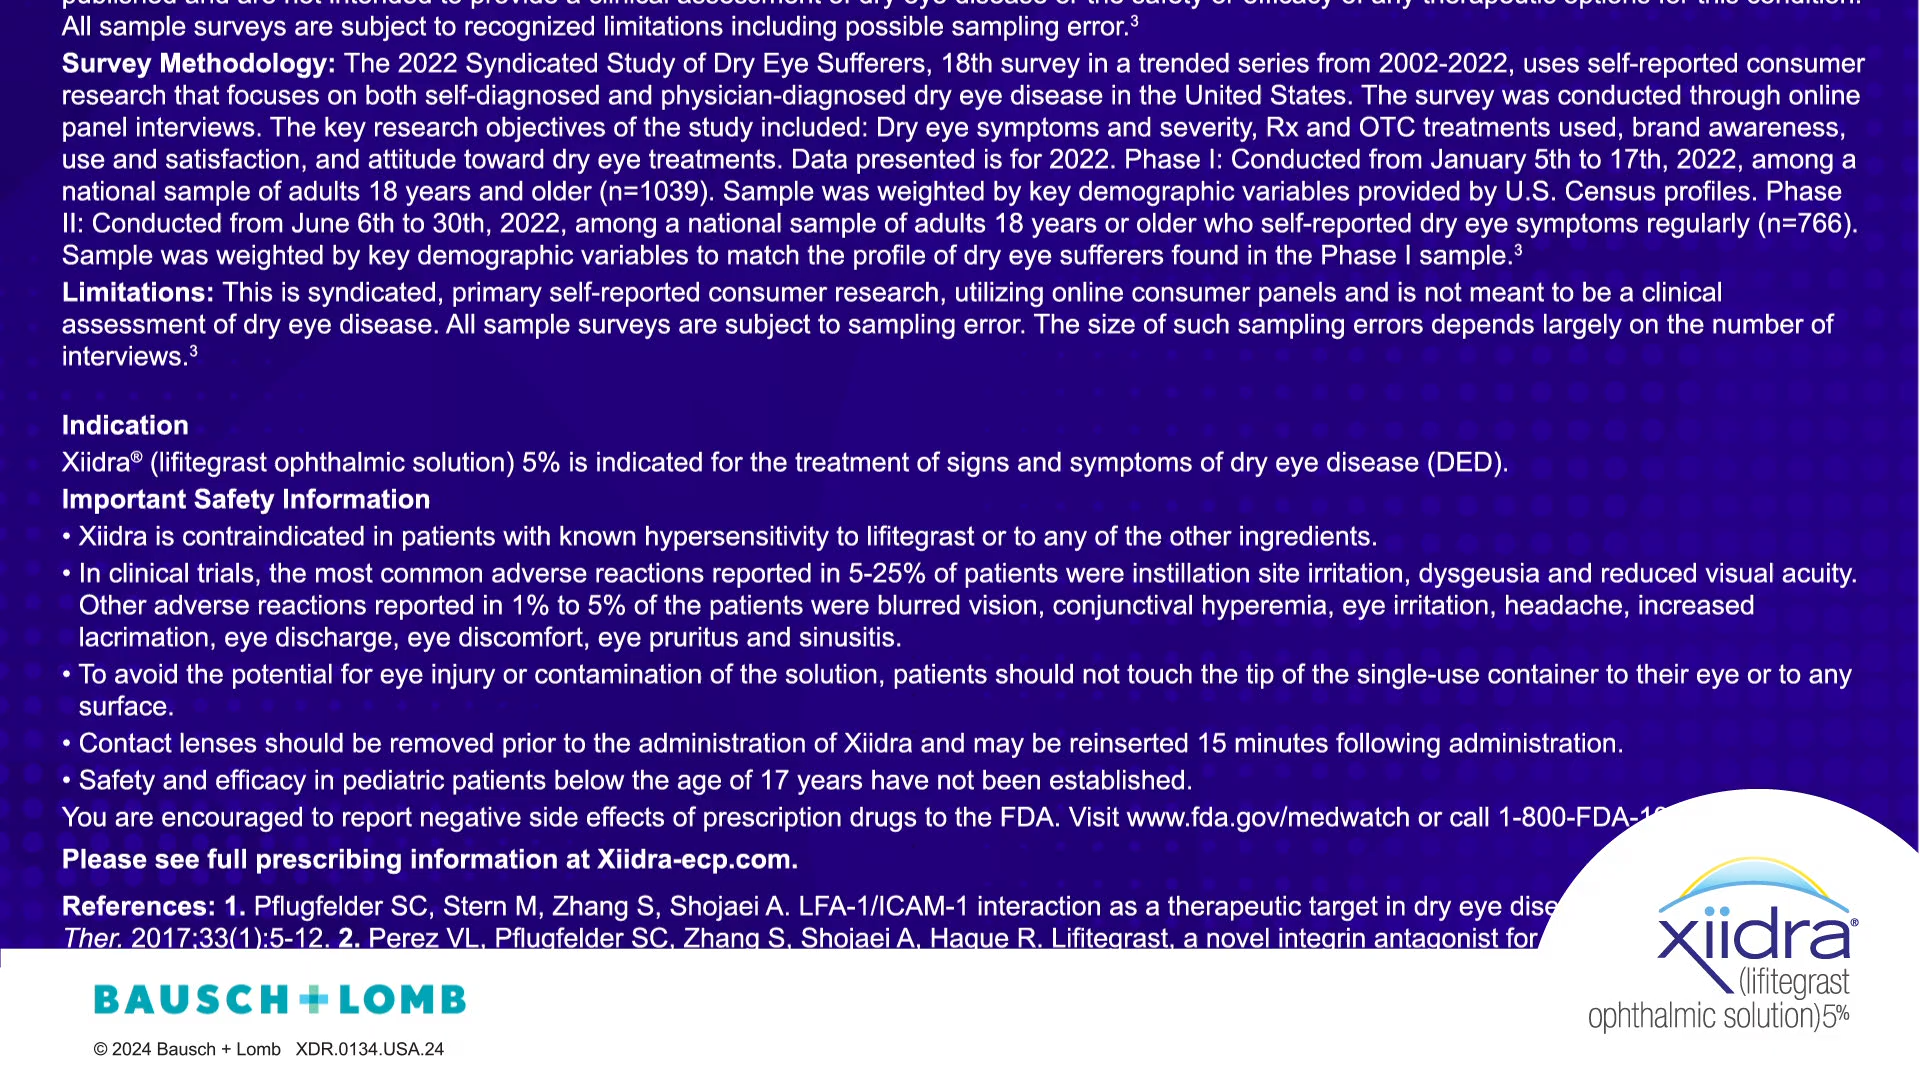 All sample surveys are subject to recognized limitations including possible sampling error.³
Survey Methodology: The 2022 Syndicated Study of Dry Eye Sufferers, 18th survey in a trended series from 2002-2022, uses self-reported consumer
research that focuses on both self-diagnosed and physician-diagnosed dry eye disease in the United States. The survey was conducted through online
panel interviews. The key research objectives of the study included: Dry eye symptoms and severity, Rx and OTC treatments used, brand awareness,
use and satisfaction, and attitude toward dry eye treatments. Data presented is for 2022. Phase I: Conducted from January 5th to 17th, 2022, among a
national sample of adults 18 years and older (n=1039). Sample was weighted by key demographic variables provided by U.S. Census profiles. Phase
II: Conducted from June 6th to 30th, 2022, among a national sample of adults 18 years or older who self-reported dry eye symptoms regularly (n=766).
Sample was weighted by key demographic variables to match the profile of dry eye sufferers found in the Phase I sample.³
Limitations: This is syndicated, primary self-reported consumer research, utilizing online consumer panels and is not meant to be a clinical
assessment of dry eye disease. All sample surveys are subject to sampling error. The size of such sampling errors depends largely on the number of
interviews.³
Indication
Xiidra® (lifitegrast ophthalmic solution) 5% is indicated for the treatment of signs and symptoms of dry eye disease (DED).
Important Safety Information
• Xiidra is contraindicated in patients with known hypersensitivity to lifitegrast or to any of the other ingredients.
• In clinical trials, the most common adverse reactions reported in 5-25% of patients were instillation site irritation, dysgeusia and reduced visual acuity.
Other adverse reactions reported in 1% to 5% of the patients were blurred vision, conjunctival hyperemia, eye irritation, headache, increased
lacrimation, eye discharge, eye discomfort, eye pruritus and sinusitis.
• To avoid the potential for eye injury or contamination of the solution, patients should not touch the tip of the single-use container to their eye or to any
surface.
• Contact lenses should be removed prior to the administration of Xiidra and may be reinserted 15 minutes following administration.
• Safety and efficacy in pediatric patients below the age of 17 years have not been established.
You are encouraged to report negative side effects of prescription drugs to the FDA. Visit www.fda.gov/medwatch or call 1-800-FDA-1
Please see full prescribing information at Xiidra-ecp.com.
References: 1. Pflugfelder SC, Stern M, Zhang S, Shojaei A. LFA-1/ICAM-1 interaction as a therapeutic target in dry eye dise
Ther. 2017;33(1):5-12. 2. Perez VL, Pflugfelder SC, Zhang S, Shojaei A, Haque R. Lifitegrast, a novel integrin antagonist for
xiidra®
(lifitegrast
ophthalmic solution)5%
BAUSCH+LOMB
© 2024 Bausch + Lomb XDR.0134.USA.24